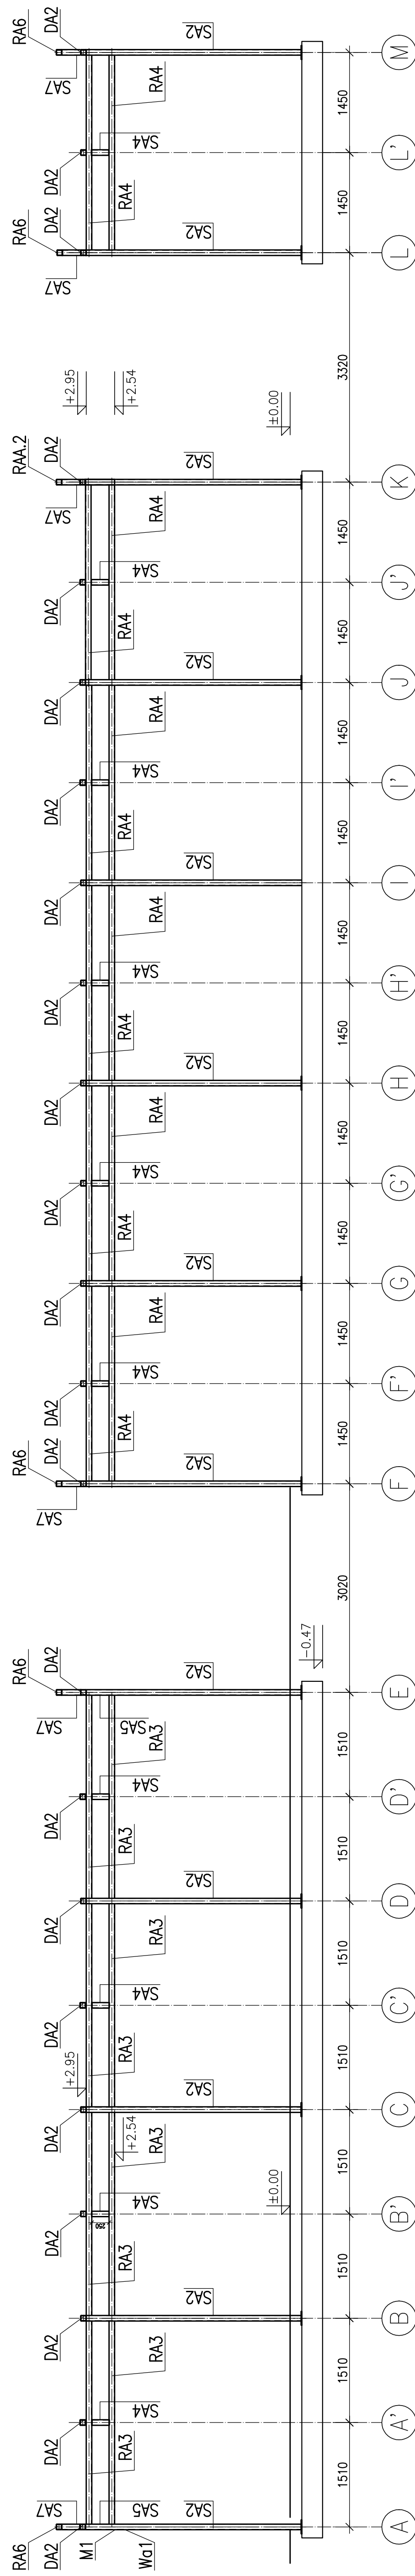 RA6 RA6 RA6 RAA.2 RA6 RA6
SA7 SA7 SA7 SA7 SA7 SA7
DA2 DA2 DA2 DA2 DA2 DA2 DA2 DA2 DA2 DA2 DA2 DA2 DA2 DA2 DA2 DA2 DA2 DA2 DA2 DA2 DA2 DA2 DA2
+2.95 +2.95
M1
SA5 SA5
250
RA3 RA3 RA3 RA3 RA4 RA4 RA4 RA4 RA4 RA4
SA4 SA4 SA4 SA4 SA4 SA4 SA4 SA4 SA4 SA4
+2.54 +2.54
Wa1
RA3 RA3 RA3 RA3 RA4 RA4 RA4 RA4 RA4 RA4
SA2 SA2 SA2 SA2 SA2 SA2 SA2 SA2 SA2 SA2 SA2 SA2 SA2
±0.00 ±0.00
-0.47
1510 1510 1510 1510 1510 1510 1510 1510 3020 1450 1450 1450 1450 1450 1450 1450 1450 1450 1450 3320 1450 1450
A A' B B' C C' D D' E F F' G G' H H' I I' J J' K L L' M